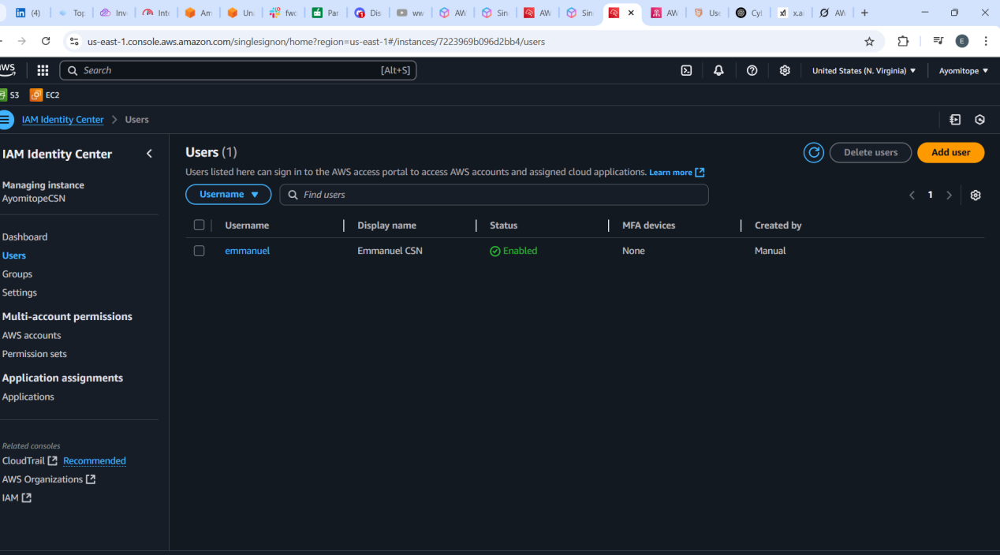 (4) Top Inv Inte Am Una fwd Par Dis ww AW Sin AW Sin AW Use Cyl x.ai AW
us-east-1.console.aws.amazon.com/singlesignon/home?region=us-east-1#/instances/7223969b096d2bb4/users E
aws Search [Alt+S] United States (N. Virginia) Ayomitope
S3 EC2
IAM Identity Center > Users
IAM Identity Center
Managing instance
AyomitopeCSN
Dashboard
Users
Groups
Settings
Multi-account permissions
AWS accounts
Permission sets
Application assignments
Applications
Related consoles
CloudTrail Recommended
AWS Organizations
IAM
Users (1)
Delete users Add user
Users listed here can sign in to the AWS access portal to access AWS accounts and assigned cloud applications. Learn more
Username Find users 1
Username Display name Status MFA devices Created by
emmanuel Emmanuel CSN Enabled None Manual